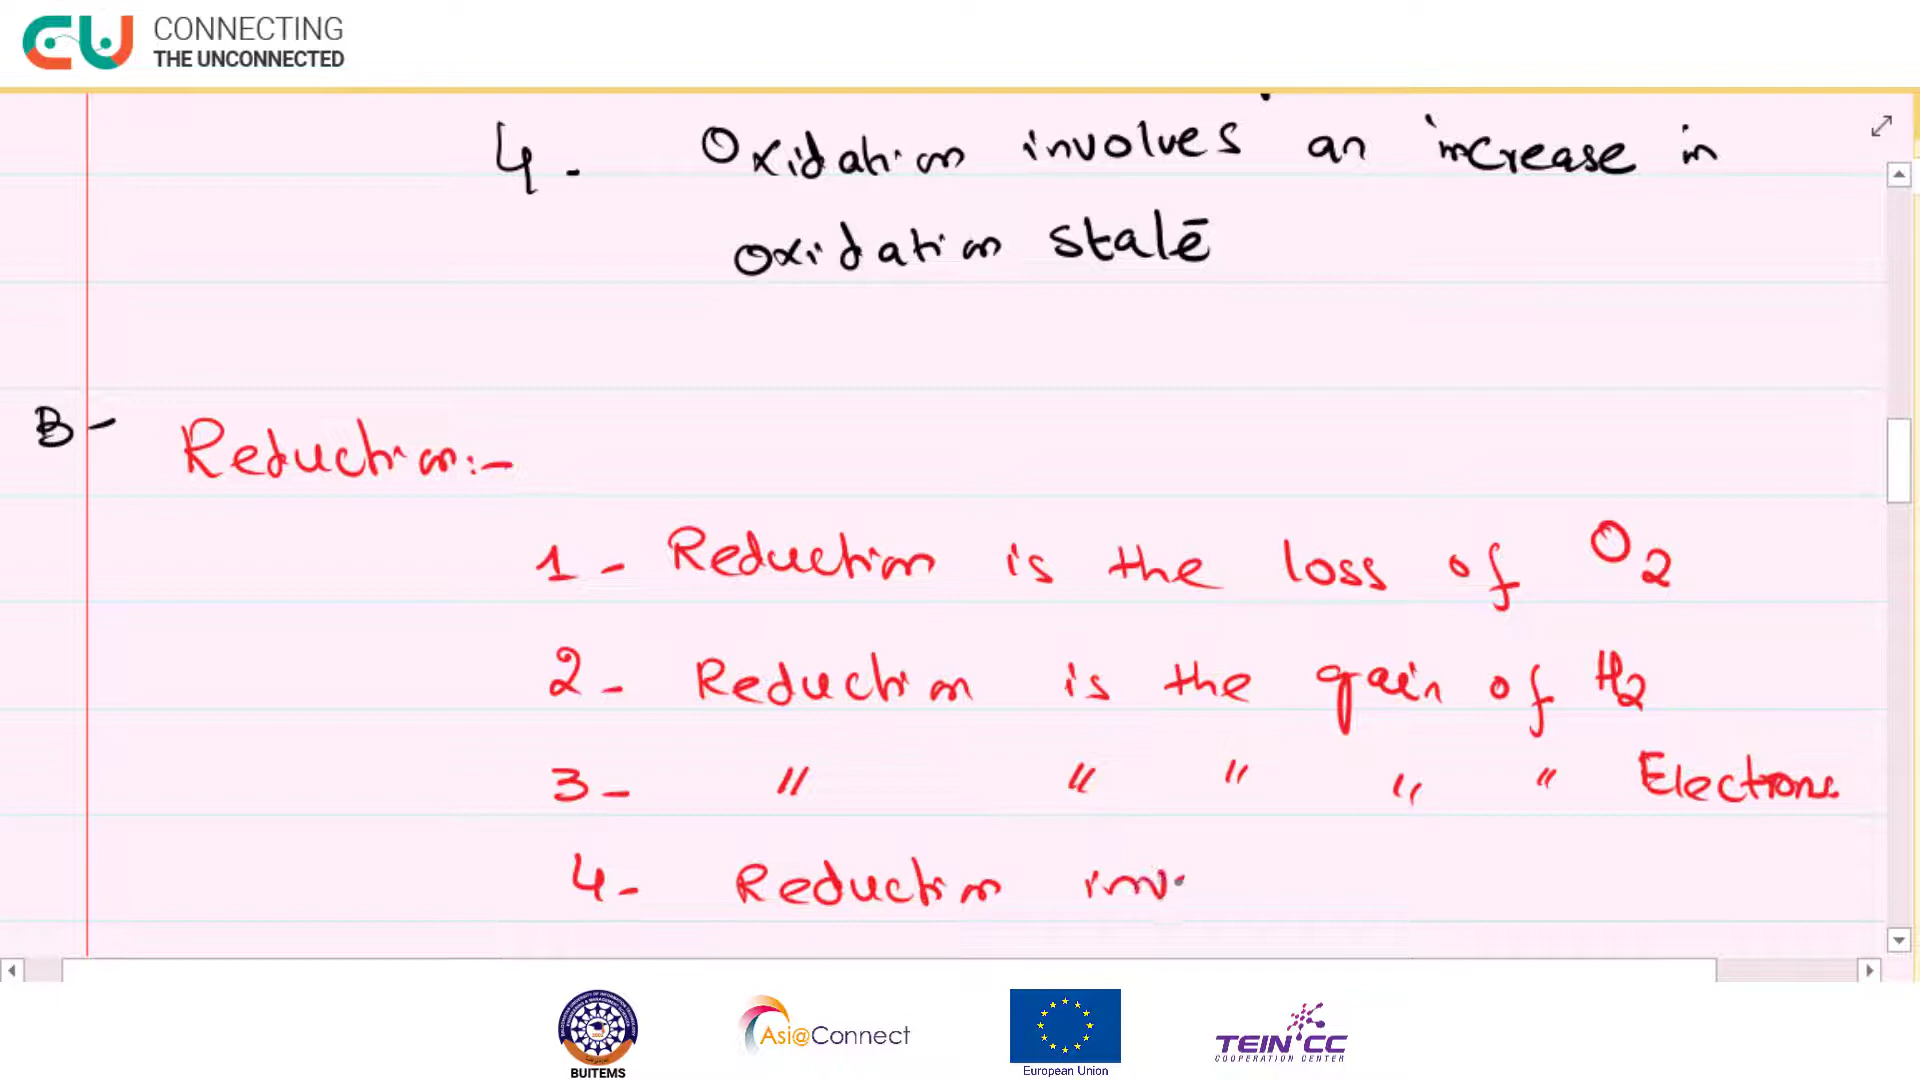 CONNECTING
THE UNCONNECTED
4. Oxidation involves an increase in
oxidation state
B- Reduction:-
1- Reduction is the loss of O2
2- Reduction is the gain of H2
3- " " " " " Electrons
4- Reduction inv
BUITEMS
Asi@Connect
European Union
TEIN*CC
COOPERATION CENTER